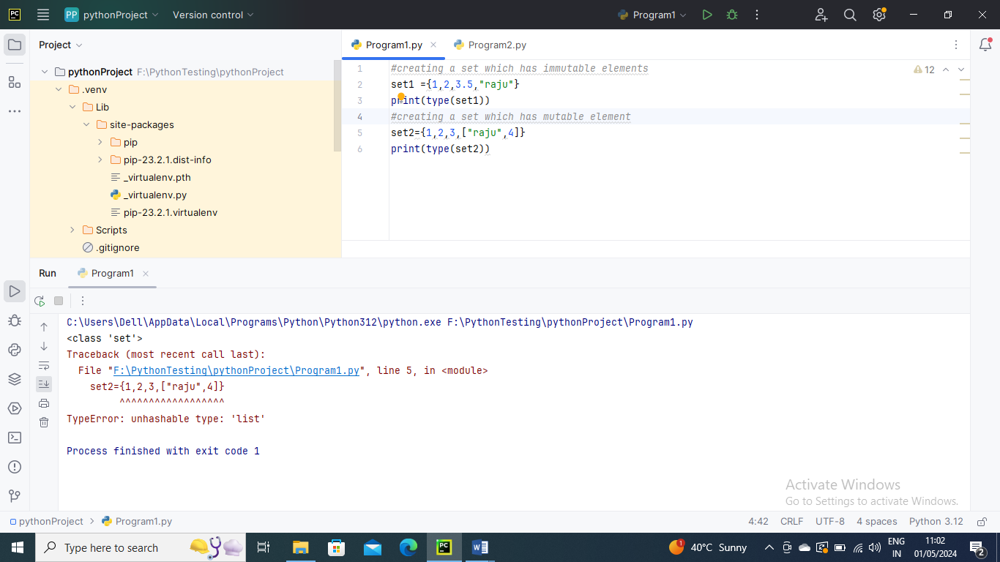 PC
PP pythonProject Version control Program1
Project
Program1.py Program2.py
pythonProject F:\PythonTesting\pythonProject
.venv
Lib
site-packages
pip
pip-23.2.1.dist-info
_virtualenv.pth
_virtualenv.py
pip-23.2.1.virtualenv
Scripts
.gitignore
1 #creating a set which has immutable elements
2 set1 ={1,2,3.5,"raju"}
3 print(type(set1))
4 #creating a set which has mutable element
5 set2={1,2,3,["raju",4]}
6 print(type(set2))
12
Run Program1
C:\Users\Dell\AppData\Local\Programs\Python\Python312\python.exe F:\PythonTesting\pythonProject\Program1.py
<class 'set'>
Traceback (most recent call last):
File "F:\PythonTesting\pythonProject\Program1.py", line 5, in <module>
set2={1,2,3,["raju",4]}
^^^^^^^^^^^^^^^^^^
TypeError: unhashable type: 'list'
Process finished with exit code 1
Activate Windows
Go to Settings to activate Windows.
pythonProject > Program1.py 4:42 CRLF UTF-8 4 spaces Python 3.12
Type here to search
PC
W
1
40°C Sunny
ENG
IN
11:02
01/05/2024
2